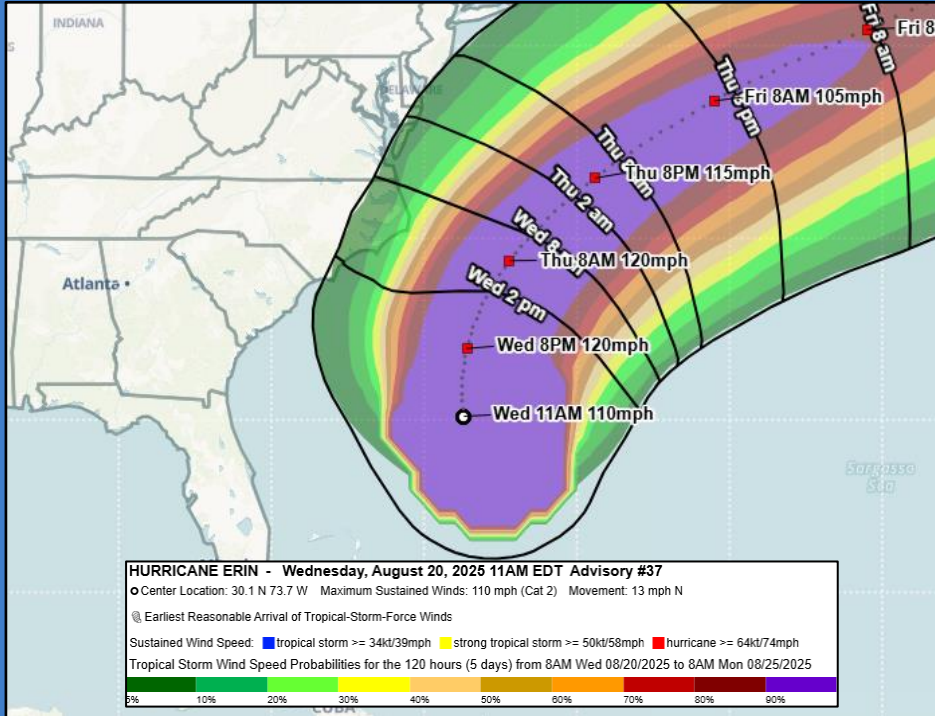 INDIANA
DELAWARE
Fri 8 am
Fri 8
Thu 8 pm
Fri 8AM 105mph
Thu 8 am
Thu 8PM 115mph
Thu 2 am
Wed 8 pm
Thu 8AM 120mph
Atlanta
Wed 2 pm
Wed 8PM 120mph
Wed 11AM 110mph
Sargasso
Sea
HURRICANE ERIN - Wednesday, August 20, 2025 11AM EDT Advisory #37
Center Location: 30.1 N 73.7 W Maximum Sustained Winds: 110 mph (Cat 2) Movement: 13 mph N
Earliest Reasonable Arrival of Tropical-Storm-Force Winds
Sustained Wind Speed: tropical storm >= 34kt/39mph strong tropical storm >= 50kt/58mph hurricane >= 64kt/74mph
Tropical Storm Wind Speed Probabilities for the 120 hours (5 days) from 8AM Wed 08/20/2025 to 8AM Mon 08/25/2025
5% 10% 20% 30% 40% 50% 60% 70% 80% 90%
CUBA